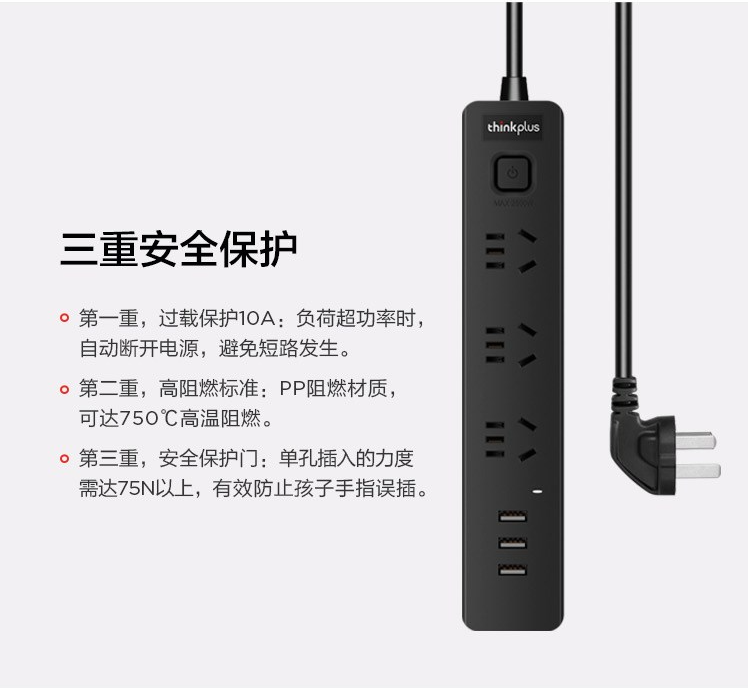 thinkplus
三重安全保护
第一重，过载保护10A：负荷超功率时，
自动断开电源，避免短路发生。
第二重，高阻燃标准：PP阻燃材质，
可达750℃高温阻燃。
第三重，安全保护门：单孔插入的力度
需达75N以上，有效防止孩子手指误插。